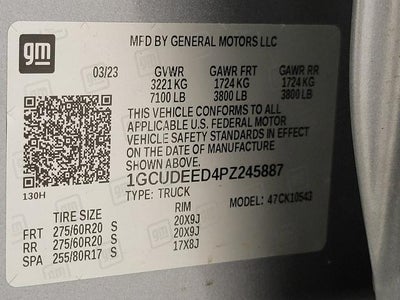 gm
MFD BY GENERAL MOTORS LLC
03/23 GVWR GAWR FRT GAWR RR
3221 KG 1724 KG 1724 KG
7100 LB 3800 LB 3800 LB
THIS VEHICLE CONFORMS TO ALL
APPLICABLE U.S. FEDERAL MOTOR
VEHICLE SAFETY STANDARDS IN EFFECT
ON THE DATE OF MANUFACTURE SHOWN ABOVE.
130H 1GCUDEED4PZ245887
TYPE: TRUCK MODEL: 47CK10543
TIRE SIZE RIM
FRT 275/60R20 S 20X9J
RR 275/60R20 S 20X9J
SPA 255/80R17 S 17X8J